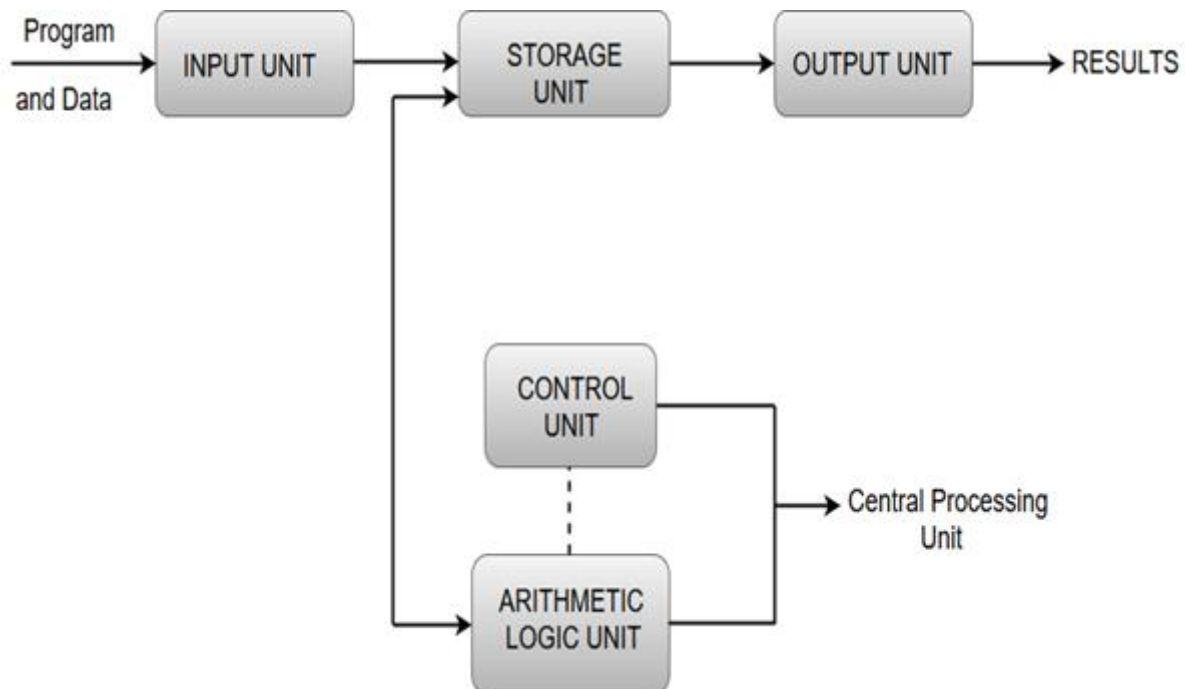 Program
and Data
INPUT UNIT
STORAGE
UNIT
OUTPUT UNIT
RESULTS
CONTROL
UNIT
Central Processing
Unit
ARITHMETIC
LOGIC UNIT